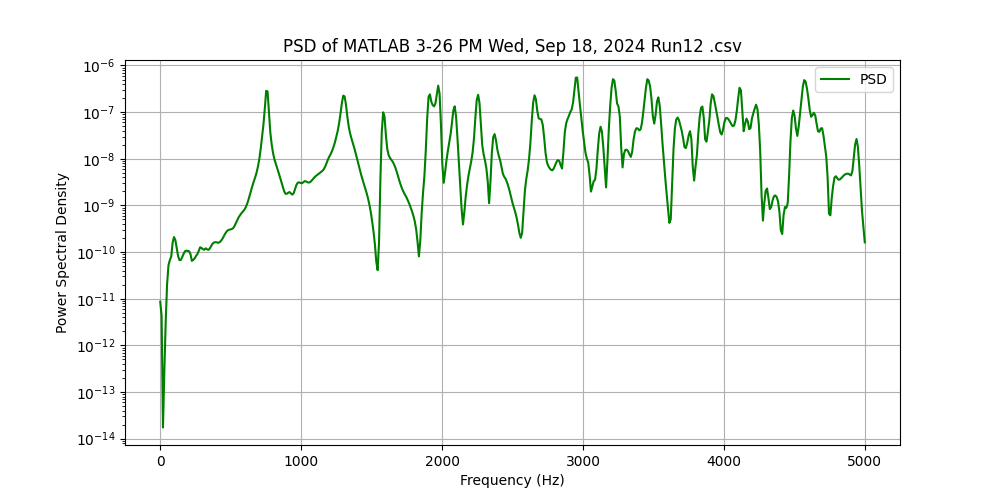 PSD of MATLAB 3-26 PM Wed, Sep 18, 2024 Run12 .csv
PSD
Power Spectral Density
10⁻⁶
10⁻⁷
10⁻⁸
10⁻⁹
10⁻¹⁰
10⁻¹¹
10⁻¹²
10⁻¹³
10⁻¹⁴
0 1000 2000 3000 4000 5000
Frequency (Hz)